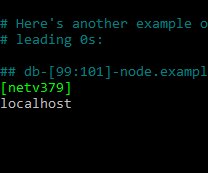 # Here's another example o
# leading 0s:
## db-[99:101]-node.exampl
[netv379]
localhost